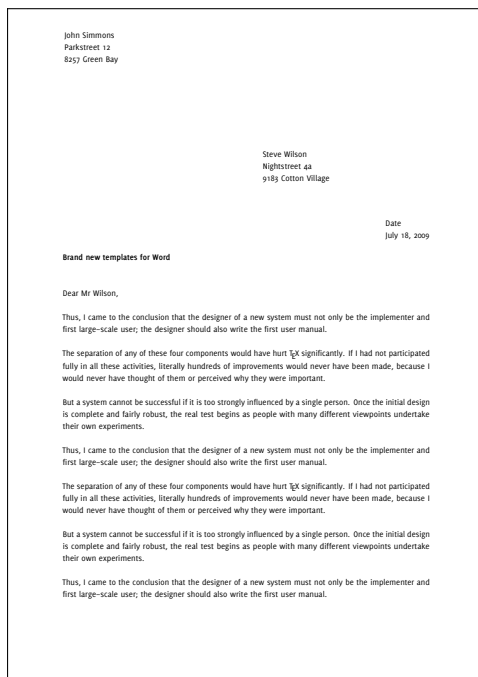 John Simmons
Parkstreet 12
8257 Green Bay
Steve Wilson
Nightstreet 4a
9183 Cotton Village
Date
July 18, 2009
Brand new templates for Word
Dear Mr Wilson,
Thus, I came to the conclusion that the designer of a new system must not only be the implementer and
first large-scale user; the designer should also write the first user manual.
The separation of any of these four components would have hurt TEX significantly. If I had not participated
fully in all these activities, literally hundreds of improvements would never have been made, because I
would never have thought of them or perceived why they were important.
But a system cannot be successful if it is too strongly influenced by a single person. Once the initial design
is complete and fairly robust, the real test begins as people with many different viewpoints undertake
their own experiments.
Thus, I came to the conclusion that the designer of a new system must not only be the implementer and
first large-scale user; the designer should also write the first user manual.
The separation of any of these four components would have hurt TEX significantly. If I had not participated
fully in all these activities, literally hundreds of improvements would never have been made, because I
would never have thought of them or perceived why they were important.
But a system cannot be successful if it is too strongly influenced by a single person. Once the initial design
is complete and fairly robust, the real test begins as people with many different viewpoints undertake
their own experiments.
Thus, I came to the conclusion that the designer of a new system must not only be the implementer and
first large-scale user; the designer should also write the first user manual.